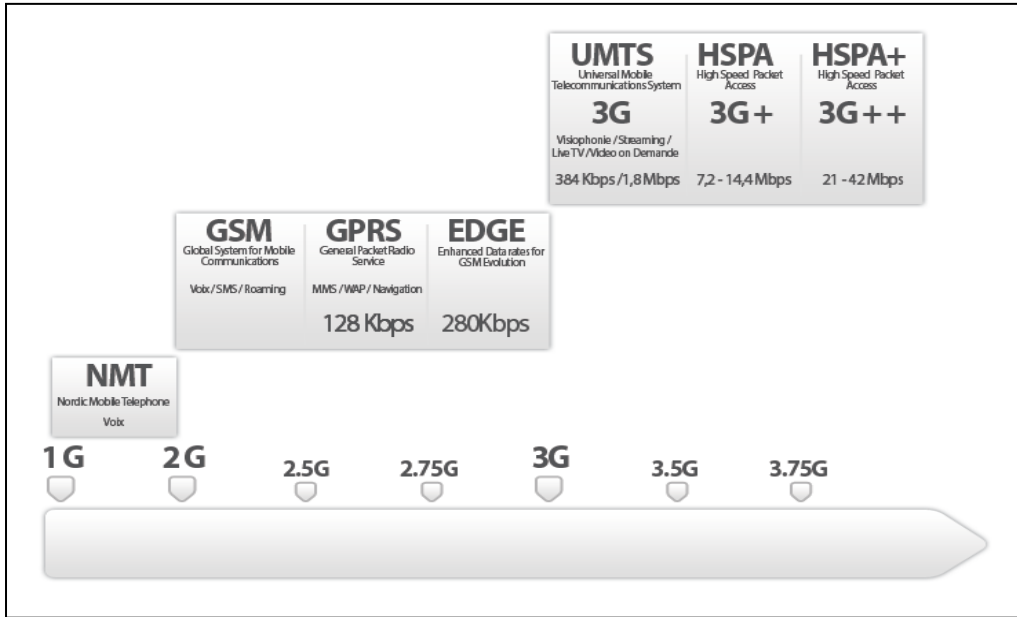 UMTS
Universal Mobile
Telecommunications System
3G
Visiophonie / Streaming /
Live TV / Video on Demande
384 Kbps /1,8 Mbps
HSPA
High Speed Packet
Access
3G+
7,2 - 14,4 Mbps
HSPA+
High Speed Packet
Access
3G++
21 - 42 Mbps
GSM
Global System for Mobile
Communications
Voix / SMS / Roaming
GPRS
General Packet Radio
Service
MMS / WAP / Navigation
128 Kbps
EDGE
Enhanced Data rates for
GSM Evolution
280Kbps
NMT
Nordic Mobile Telephone
Voix
1G
2G
2.5G
2.75G
3G
3.5G
3.75G